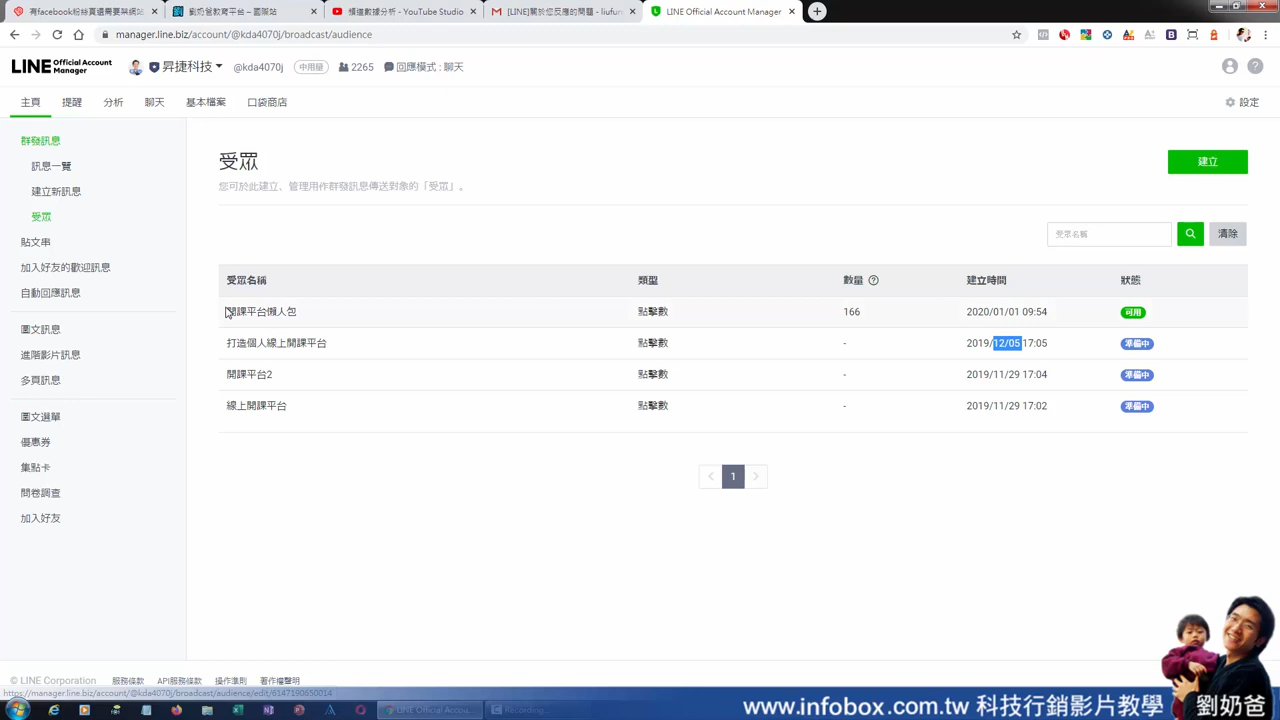 有facebook粉絲頁還需要架網站
劉奶爸教育平台 – 圖服站
頻道數據分析 - YouTube Studio
[LINE]關於您反應的問題 - liufun
LINE Official Account Manager
manager.line.biz/account/@kda4070j/broadcast/audience
LINE Official Account Manager
昇捷科技
@kda4070j
中用量
2265
回應模式 : 聊天
主頁
提醒
分析
聊天
基本檔案
口袋商店
設定
群發訊息
訊息一覽
建立新訊息
受眾
貼文串
加入好友的歡迎訊息
自動回應訊息
圖文訊息
進階影片訊息
多頁訊息
圖文選單
優惠券
集點卡
問卷調查
加入好友
受眾
建立
您可於此建立、管理用作群發訊息傳送對象的「受眾」。
受眾名稱
清除
受眾名稱 類型 數量 建立時間 狀態
開課平台懶人包 點擊數 166 2020/01/01 09:54 可用
打造個人線上開課平台 點擊數 - 2019/12/05 17:05 準備中
開課平台2 點擊數 - 2019/11/29 17:04 準備中
線上開課平台 點擊數 - 2019/11/29 17:02 準備中
1
© LINE Corporation 服務條款 API服務條款 操作準則 著作權聲明
https://manager.line.biz/account/@kda4070j/broadcast/audience/edit/6147190650014
LINE Official Accou...
Recording...
www.infobox.com.tw 科技行銷影片教學
劉奶爸